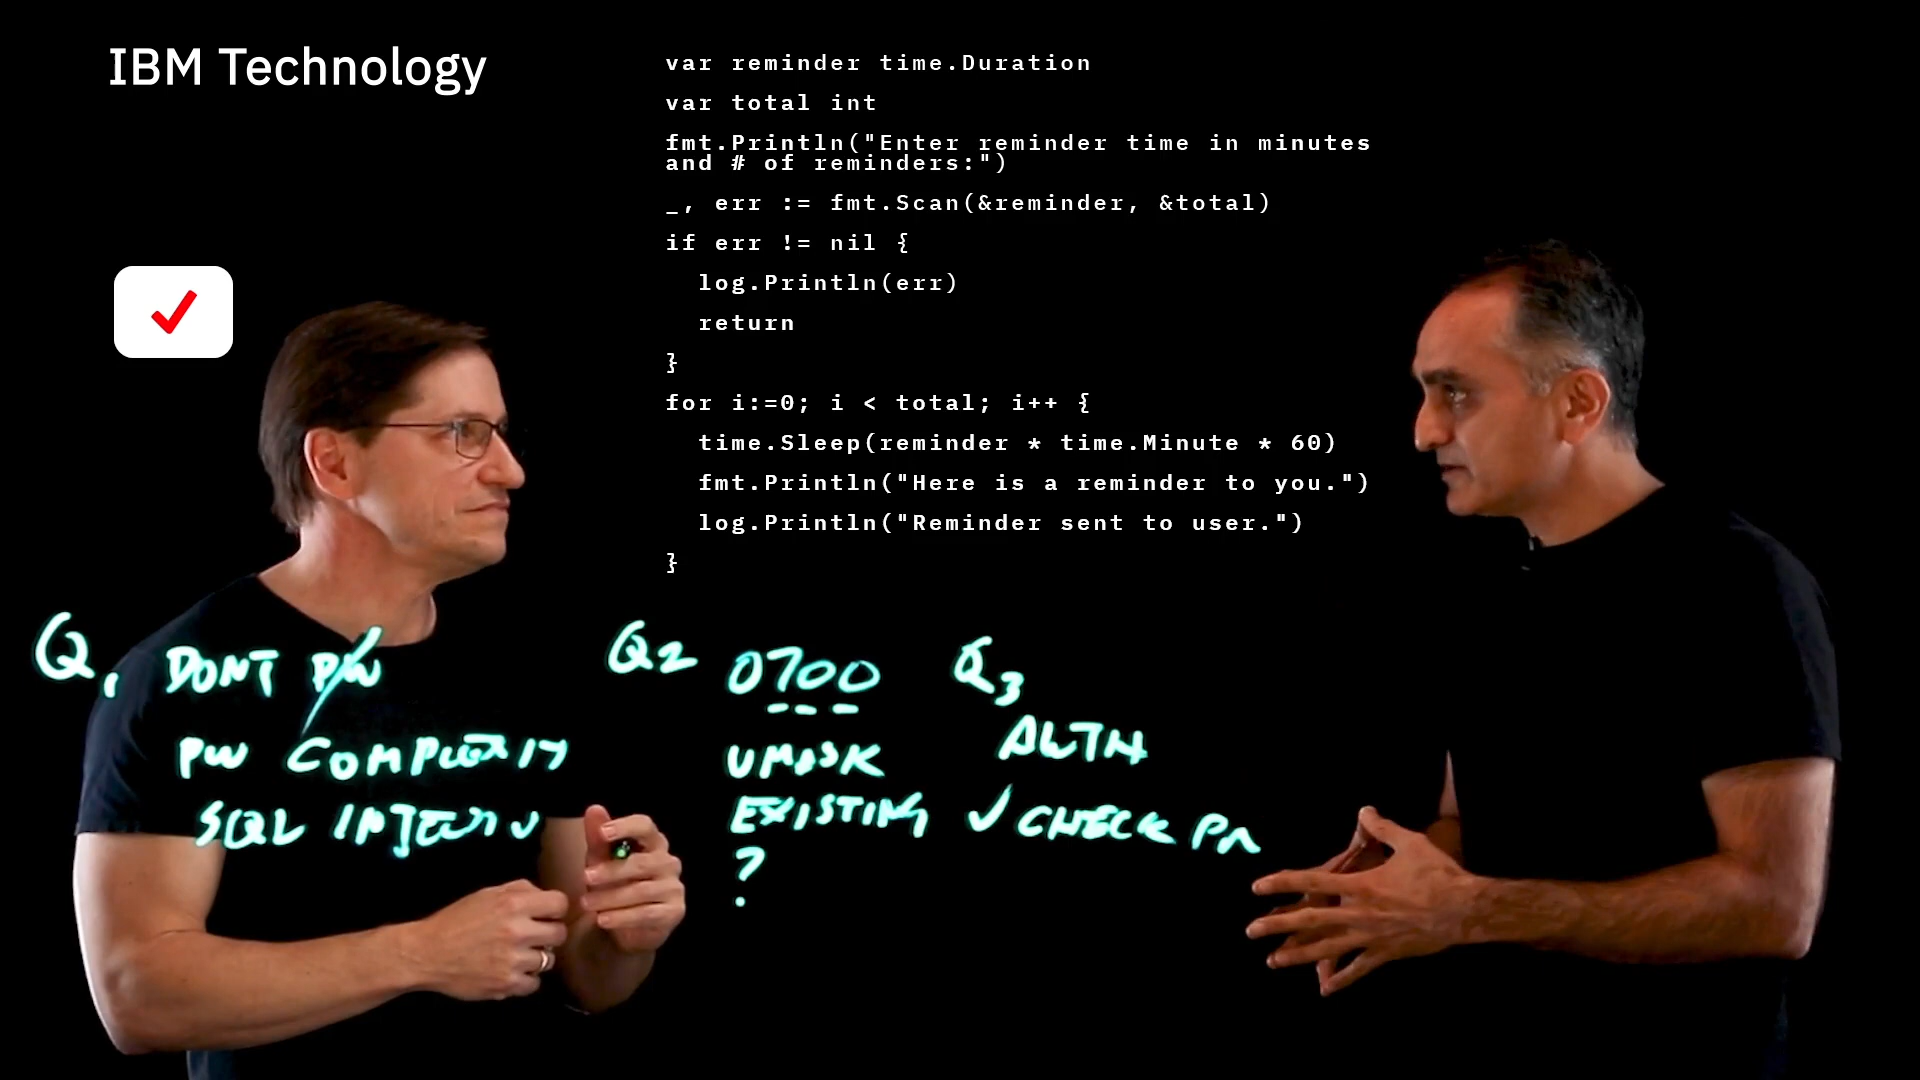 IBM Technology
var reminder time.Duration
var total int
fmt.Println("Enter reminder time in minutes
and # of reminders:")
_, err := fmt.Scan(&reminder, &total)
if err != nil {
  log.Println(err)
  return
}
for i:=0; i < total; i++ {
  time.Sleep(reminder * time.Minute * 60)
  fmt.Println("Here is a reminder to you.")
  log.Println("Reminder sent to user.")
}
Q1 DONT PW
PW COMPLEXITY
SQL INJECTION
Q2 0700
UMASK
EXISTING
?
Q3
AUTH
✓ CHECK